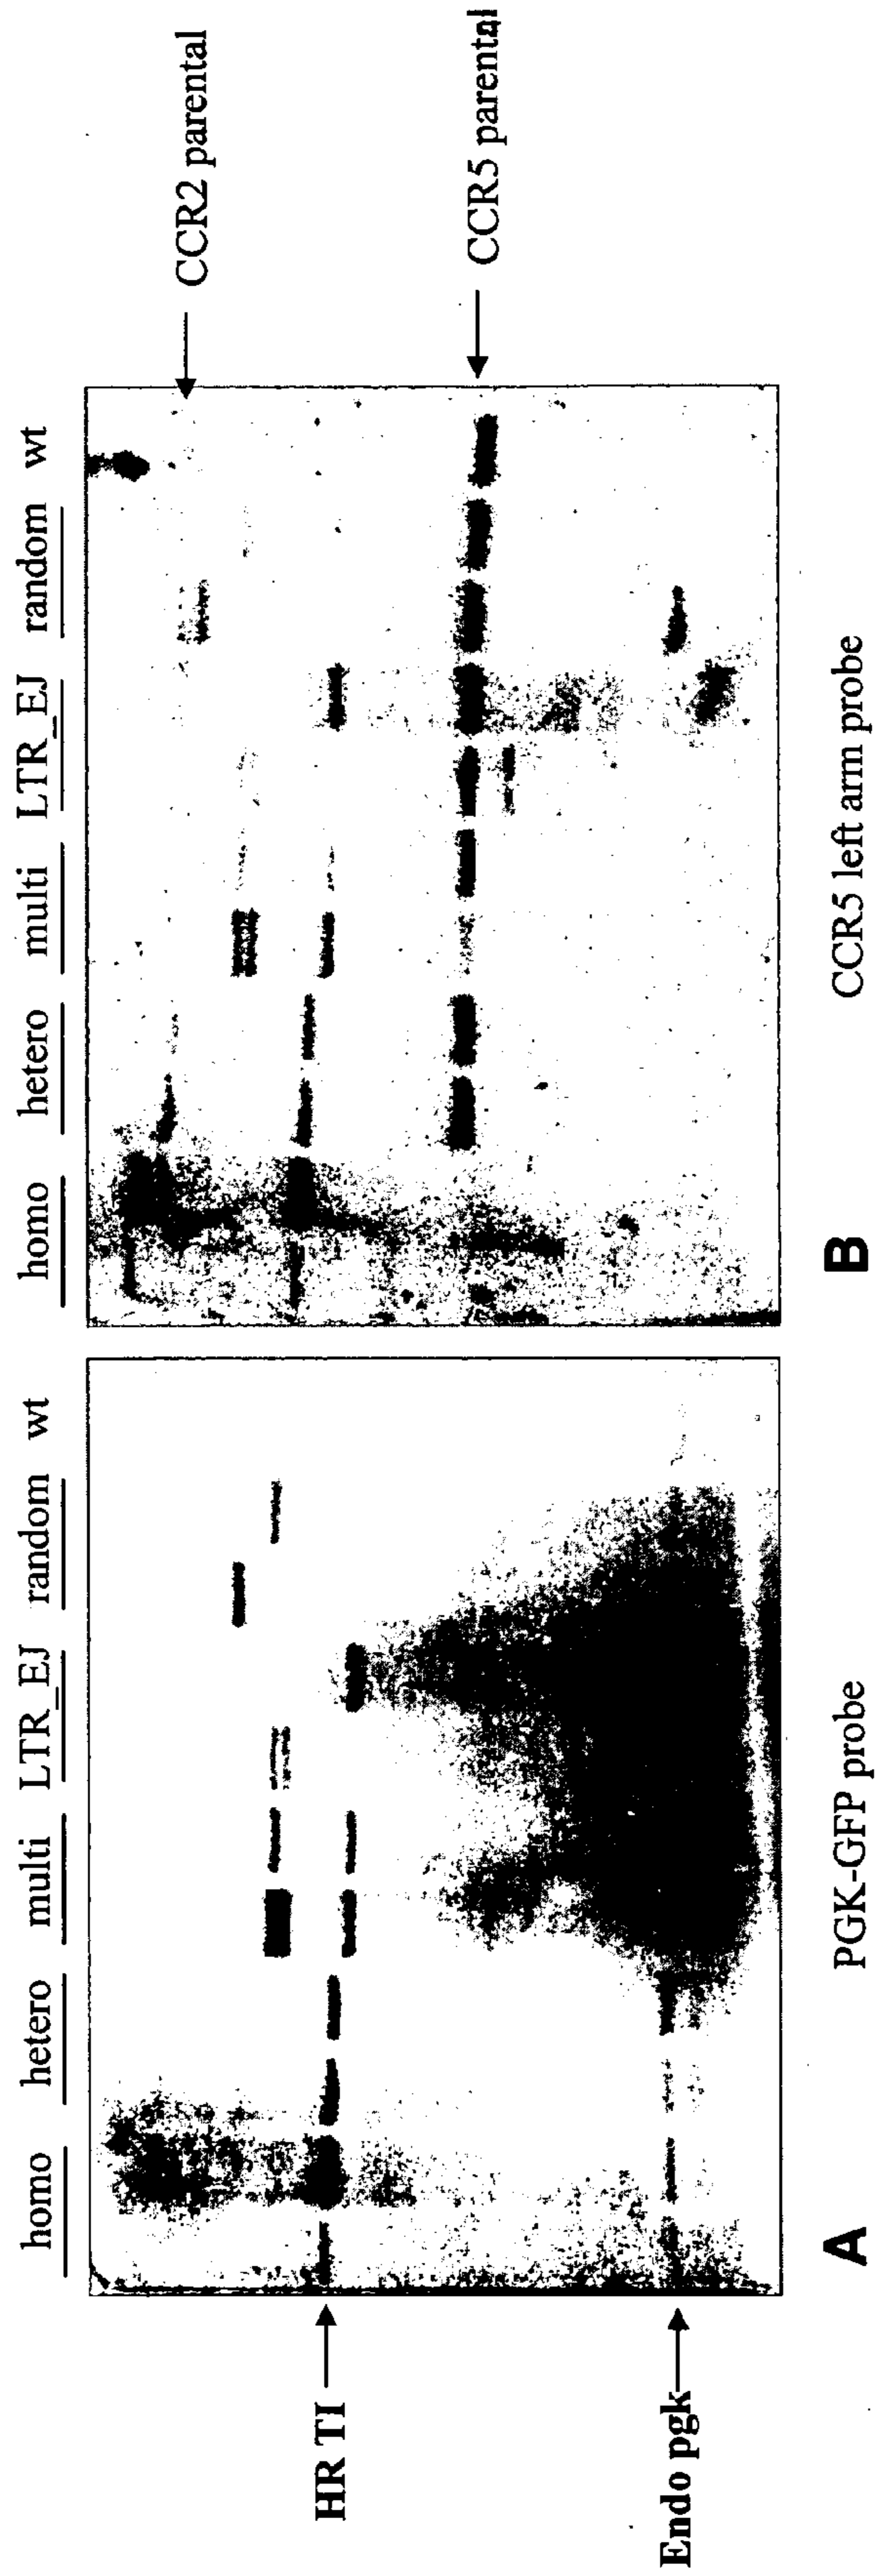 homo hetero multi LTR_EJ random wt
HR TI
Endo pgk
A PGK-GFP probe
homo hetero multi LTR_EJ random wt
CCR2 parental
CCR5 parental
B CCR5 left arm probe